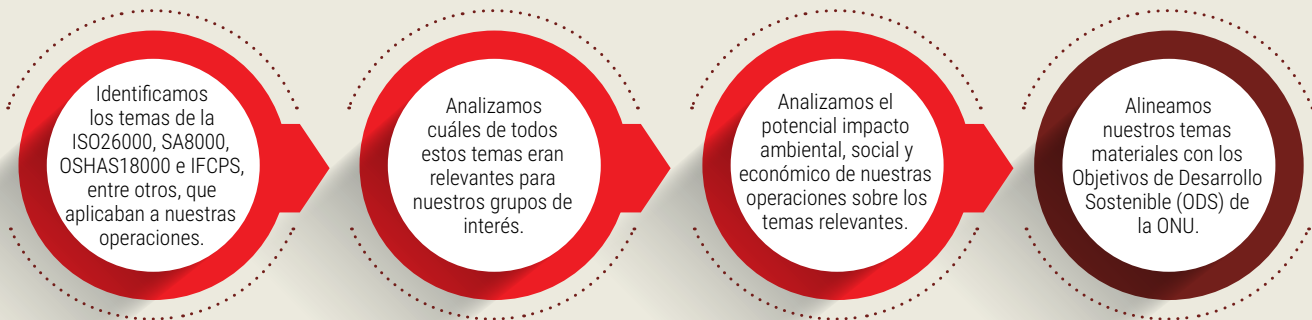 Identificamos
los temas de la
ISO26000, SA8000,
OSHAS18000 e IFCPS,
entre otros, que
aplicaban a nuestras
operaciones.
Analizamos
cuáles de todos
estos temas eran
relevantes para
nuestros grupos de
interés.
Analizamos el
potencial impacto
ambiental, social y
económico de nuestras
operaciones sobre los
temas relevantes.
Alineamos
nuestros temas
materiales con los
Objetivos de Desarrollo
Sostenible (ODS) de
la ONU.